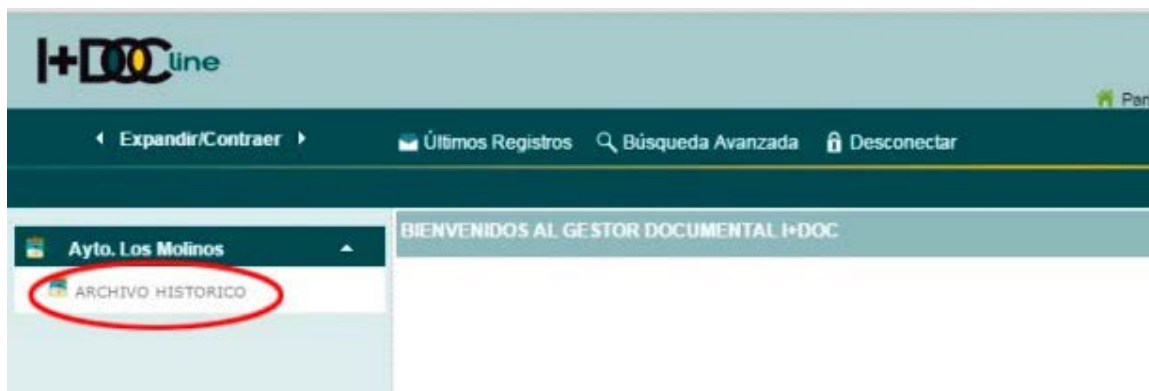 I+DOCline
Expandir/Contraer
Últimos Registros
Búsqueda Avanzada
Desconectar
Ayto. Los Molinos
ARCHIVO HISTORICO
BIENVENIDOS AL GESTOR DOCUMENTAL I+DOC